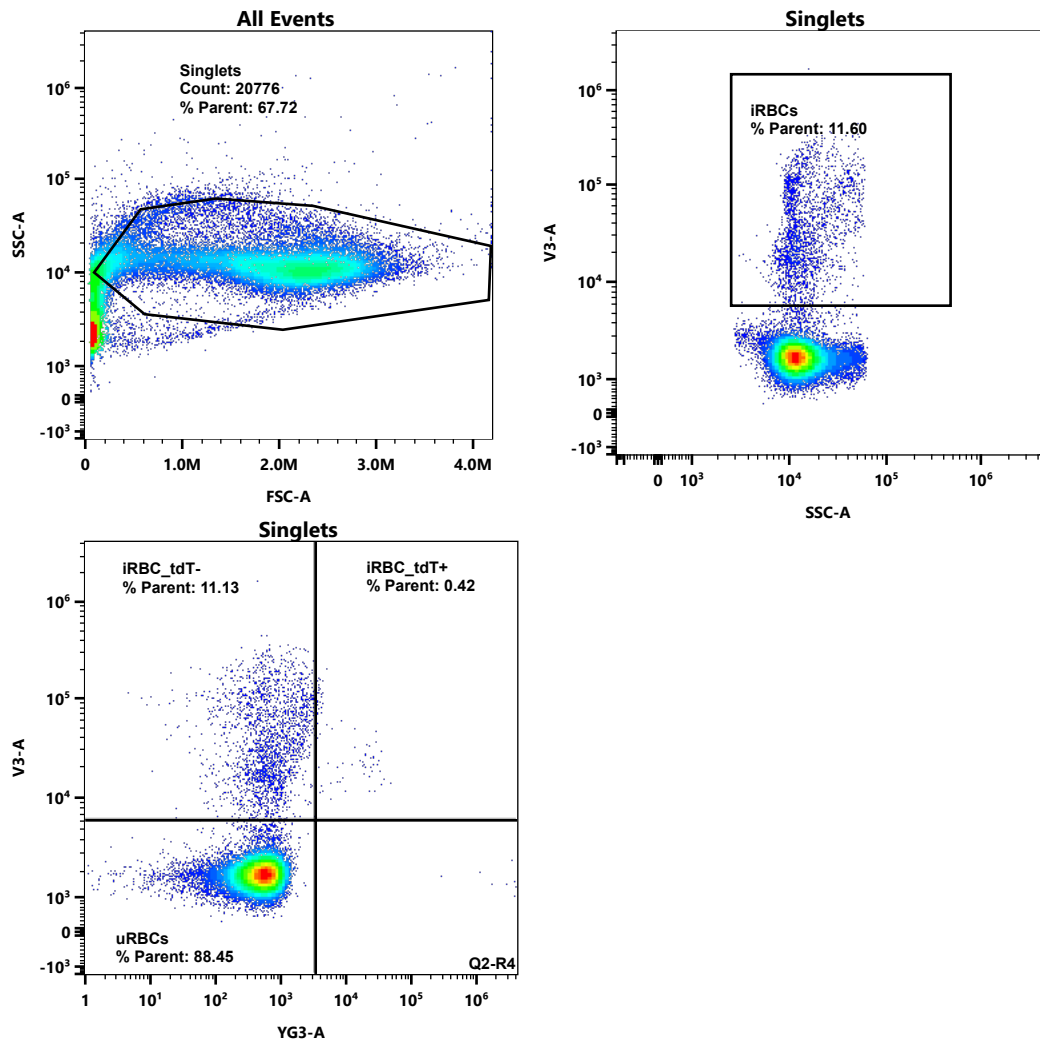 All Events
Singlets
Count: 20776
% Parent: 67.72
10⁶
10⁵
10⁴
10³
0
-10³
SSC-A
0
1.0M
2.0M
3.0M
4.0M
FSC-A
Singlets
iRBCs
% Parent: 11.60
10⁶
10⁵
10⁴
10³
0
-10³
V3-A
0
10³
10⁴
10⁵
10⁶
SSC-A
Singlets
iRBC_tdT-
% Parent: 11.13
iRBC_tdT+
% Parent: 0.42
10⁶
10⁵
10⁴
10³
0
-10³
V3-A
uRBCs
% Parent: 88.45
Q2-R4
1
10¹
10²
10³
10⁴
10⁵
10⁶
YG3-A